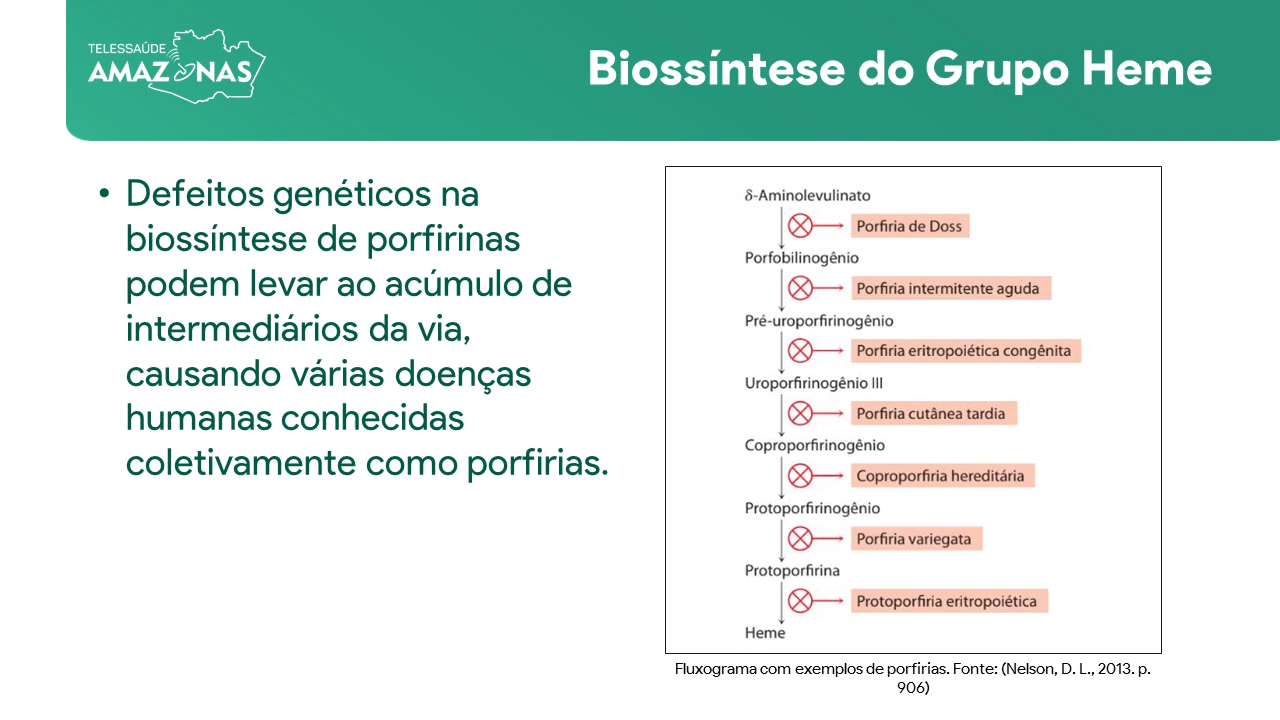 TELESSAÚDE
AMAZONAS
Biossíntese do Grupo Heme
• Defeitos genéticos na
biossíntese de porfirinas
podem levar ao acúmulo de
intermediários da via,
causando várias doenças
humanas conhecidas
coletivamente como porfirias.
δ-Aminolevulinato
Porfiria de Doss
Porfobilinogênio
Porfiria intermitente aguda
Pré-uroporfirinogênio
Porfiria eritropoiética congênita
Uroporfirinogênio III
Porfiria cutânea tardia
Coproporfirinogênio
Coproporfiria hereditária
Protoporfirinogênio
Porfiria variegata
Protoporfirina
Protoporfiria eritropoiética
Heme
Fluxograma com exemplos de porfirias. Fonte: (Nelson, D. L., 2013. p.
906)